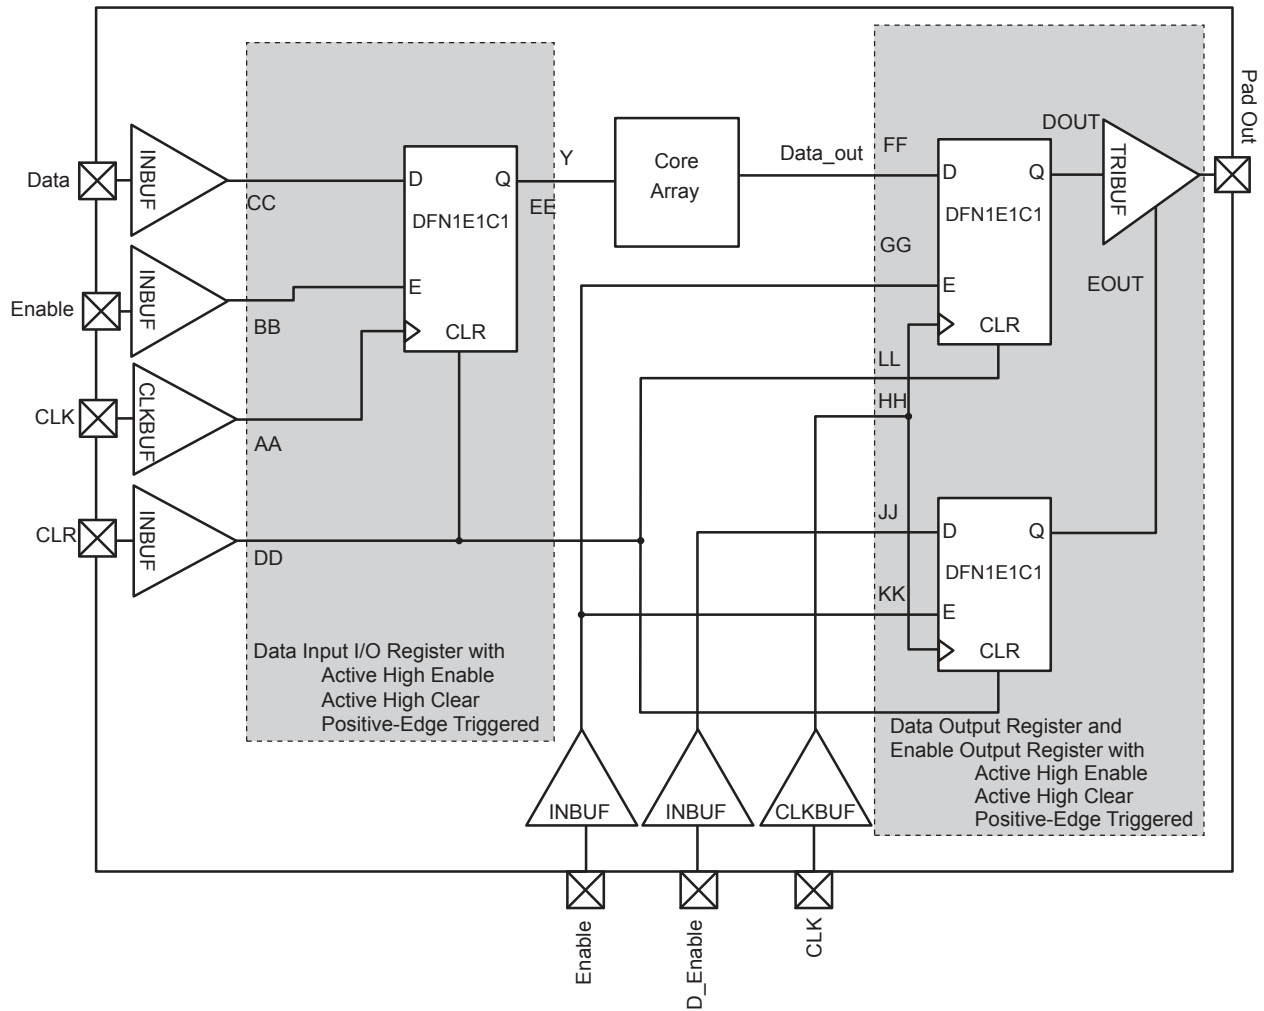 Pad Out
DOUT
TRIBUF
Data
INBUF
CC
D
Q
DFN1E1C1
E
CLR
Y
EE
Core
Array
Data_out
FF
D
Q
DFN1E1C1
GG
E
CLR
EOUT
Enable
INBUF
BB
CLK
CLKBUF
AA
LL
HH
CLR
INBUF
DD
JJ
D
Q
DFN1E1C1
KK
E
CLR
Data Input I/O Register with
Active High Enable
Active High Clear
Positive-Edge Triggered
Data Output Register and
Enable Output Register with
Active High Enable
Active High Clear
Positive-Edge Triggered
INBUF
INBUF
CLKBUF
Enable
D_Enable
CLK